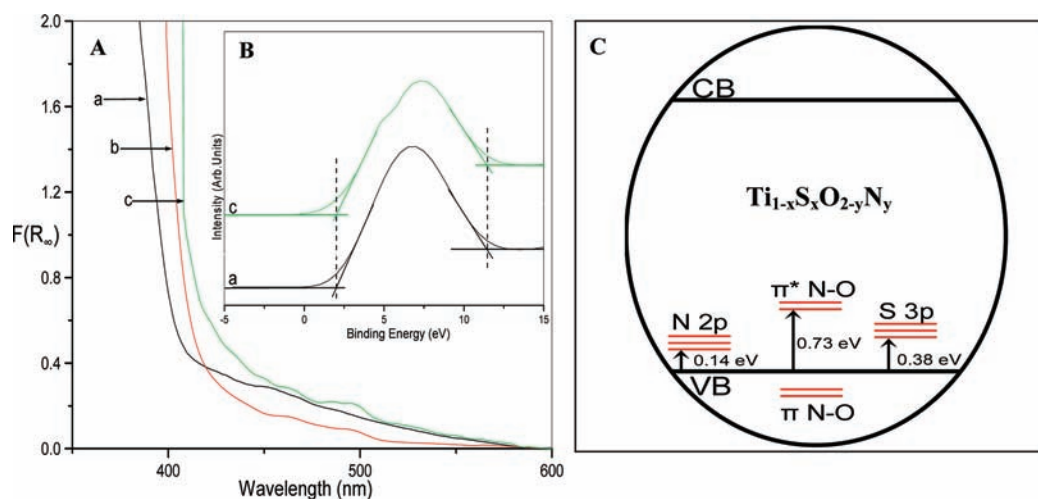 A
2.0
1.6
1.2
F(R∞)
0.8
0.4
0.0
400
500
600
Wavelength (nm)
a
b
c
B
Intensity (Arb.Units)
c
a
-5
0
5
10
15
Binding Energy (eV)
C
CB
Ti1-xSxO2-yNy
π* N-O
N 2p
S 3p
0.14 eV
0.73 eV
0.38 eV
VB
π N-O